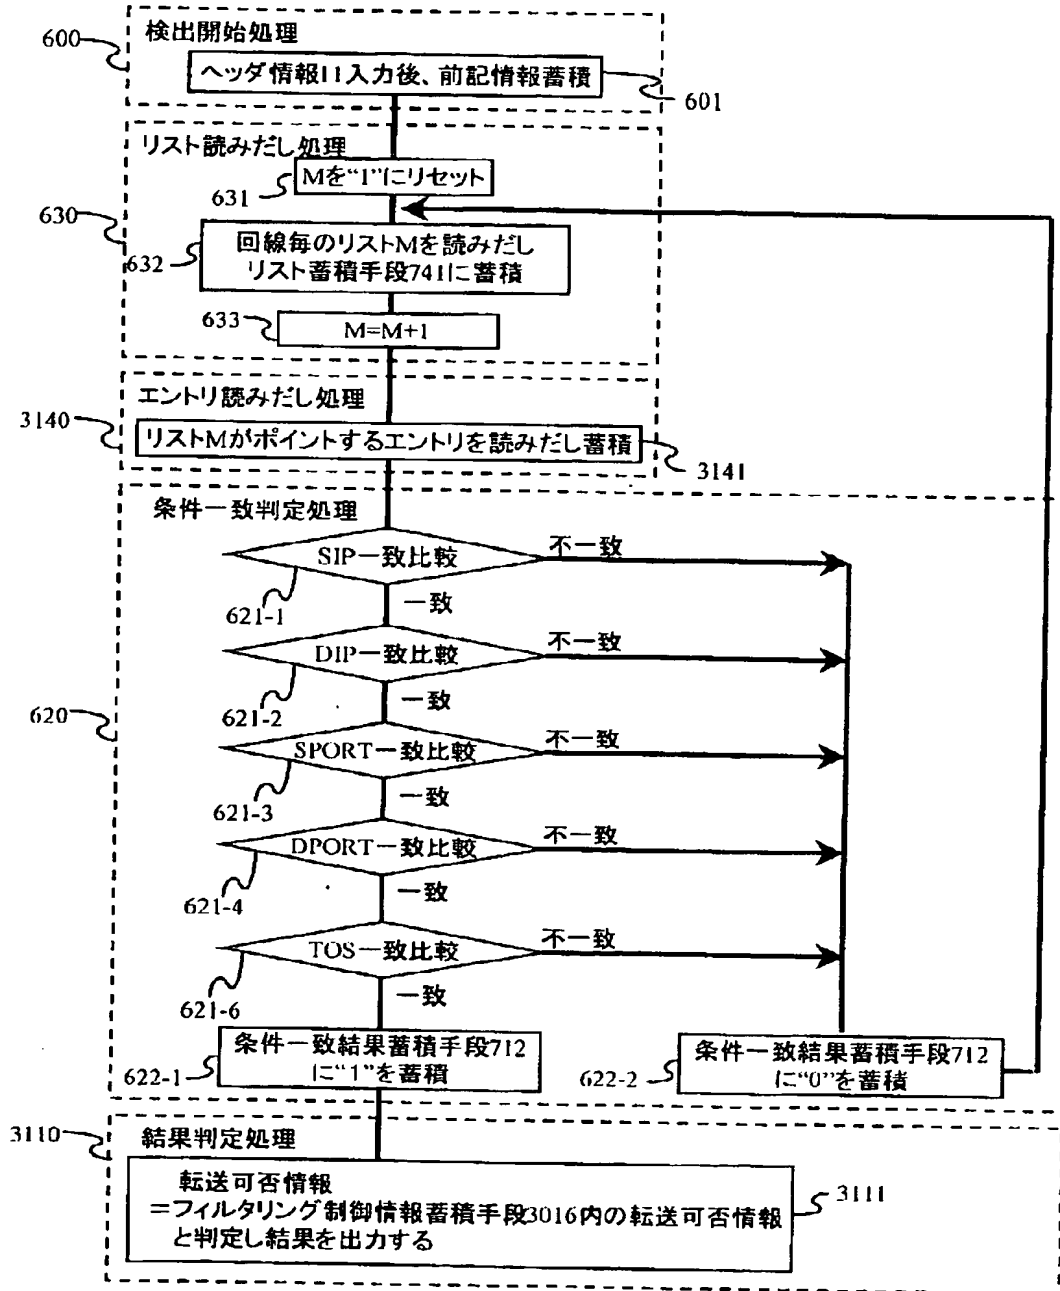 検出開始処理
600
ヘッダ情報11入力後、前記情報蓄積
601
リスト読みだし処理
Mを“1”にリセット
631
630
回線毎のリストMを読みだし
リスト蓄積手段741に蓄積
632
633
M=M+1
エントリ読みだし処理
3140
リストMがポイントするエントリを読みだし蓄積
3141
条件一致判定処理
SIP一致比較
不一致
621-1
一致
DIP一致比較
不一致
621-2
一致
620
SPORT一致比較
不一致
621-3
一致
DPORT一致比較
不一致
621-4
一致
TOS一致比較
不一致
621-6
一致
条件一致結果蓄積手段712
に“1”を蓄積
622-1
条件一致結果蓄積手段712
に“0”を蓄積
622-2
3110
結果判定処理
転送可否情報
=フィルタリング制御情報蓄積手段3016内の転送可否情報
と判定し結果を出力する
3111